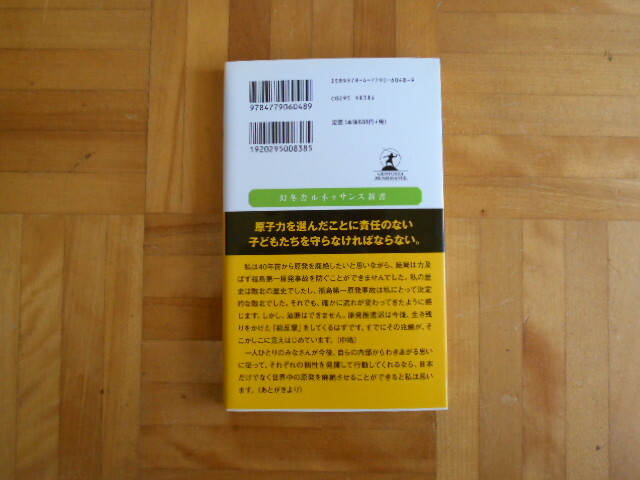 ISBN978-4-7790-6048-9
9784779060489
C0295 ¥838E
定価(本体838円+税)
1920295008385
幻冬舎ルネッサンス新書
原子力を選んだことに責任のない
子どもたちを守らなければならない。
私は40年前から原発を廃絶したいと思いながら、結局は力及
ばず福島第一原発事故を防ぐことができませんでした。私の歴
史は敗北の歴史でしたし、福島第一原発事故は私にとって決定
的な敗北でした。それでも、確かに流れが変わってきたように感
じます。しかし、油断はできません。原発推進派は今後、生き残
りをかけた「総反撃」をしてくるはずです。すでにその兆候が、そ
こかしこに見えはじめています。(中略)
一人ひとりのみなさんが今後、自らの内部からわきあがる思い
に従って、それぞれの個性を発揮して行動してくれるなら、日本
だけでなく世界中の原発を廃絶させることができると私は思い
ます。(あとがきより)